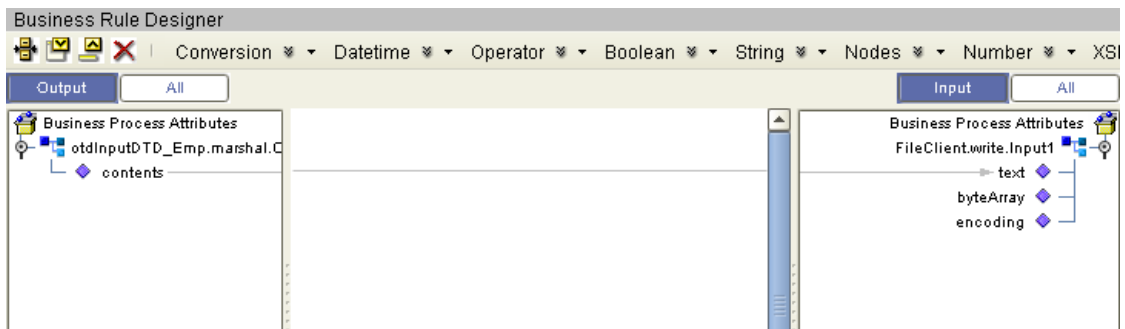 Business Rule Designer
Conversion Datetime Operator Boolean String Nodes Number
Output All Input All
Business Process Attributes Business Process Attributes
otdInputDTD_Emp.marshal. FileClient.write.Input1
contents text
byteArray
encoding